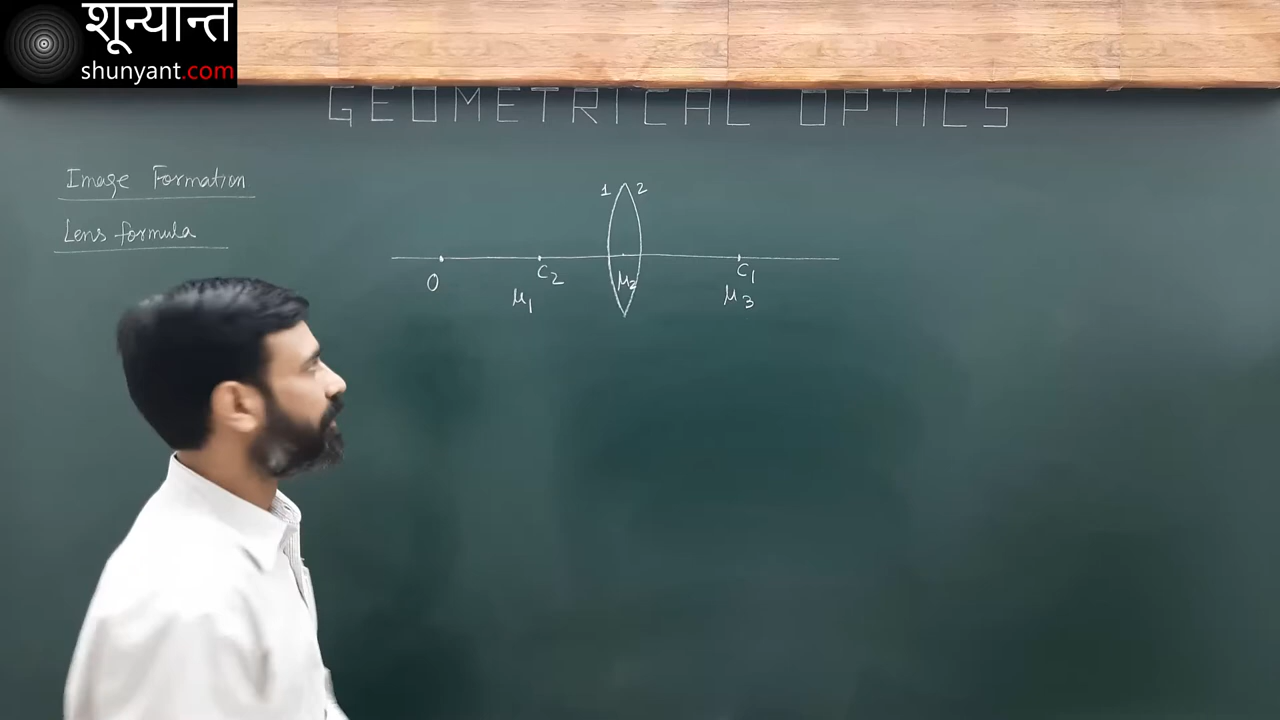 शून्यान्त
shunyant.com
GEOMETRICAL OPTICS
Image Formation
Lens formula
1 2
O
C2
C1
μ1
μ2
μ3